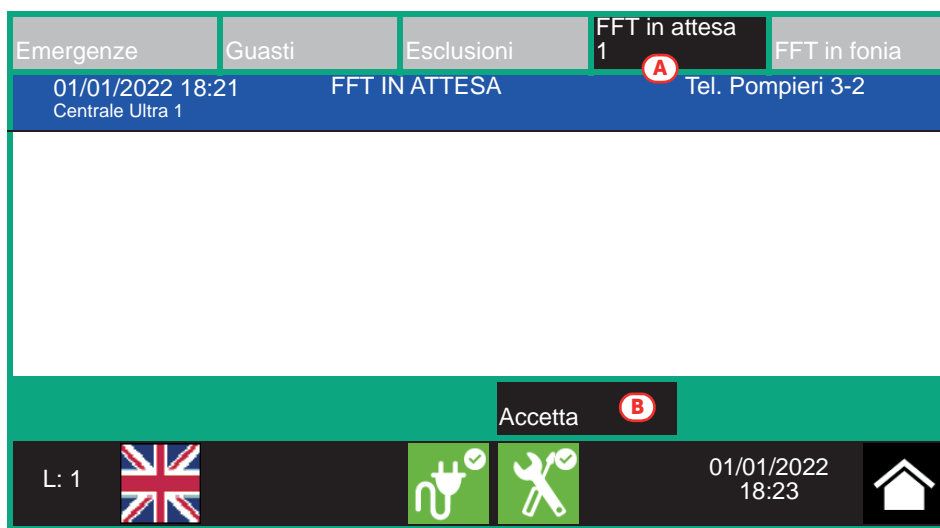 Emergenze
Guasti
Esclusioni
FFT in attesa
1
A
FFT in fonia
01/01/2022 18:21
FFT IN ATTESA
Tel. Pompieri 3-2
Centrale Ultra 1
Accetta
B
L: 1
01/01/2022
18:23